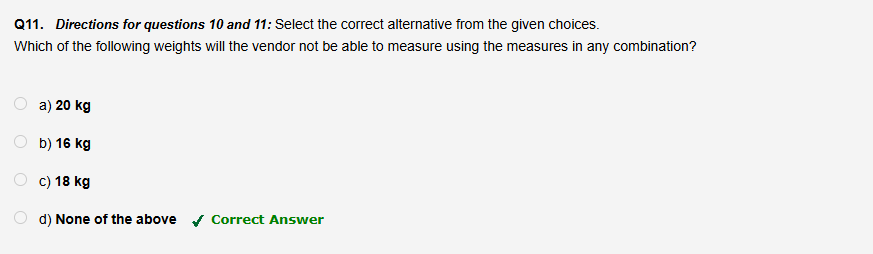 Q11. Directions for questions 10 and 11: Select the correct alternative from the given choices.
Which of the following weights will the vendor not be able to measure using the measures in any combination?
a) 20 kg
b) 16 kg
c) 18 kg
d) None of the above ✓ Correct Answer